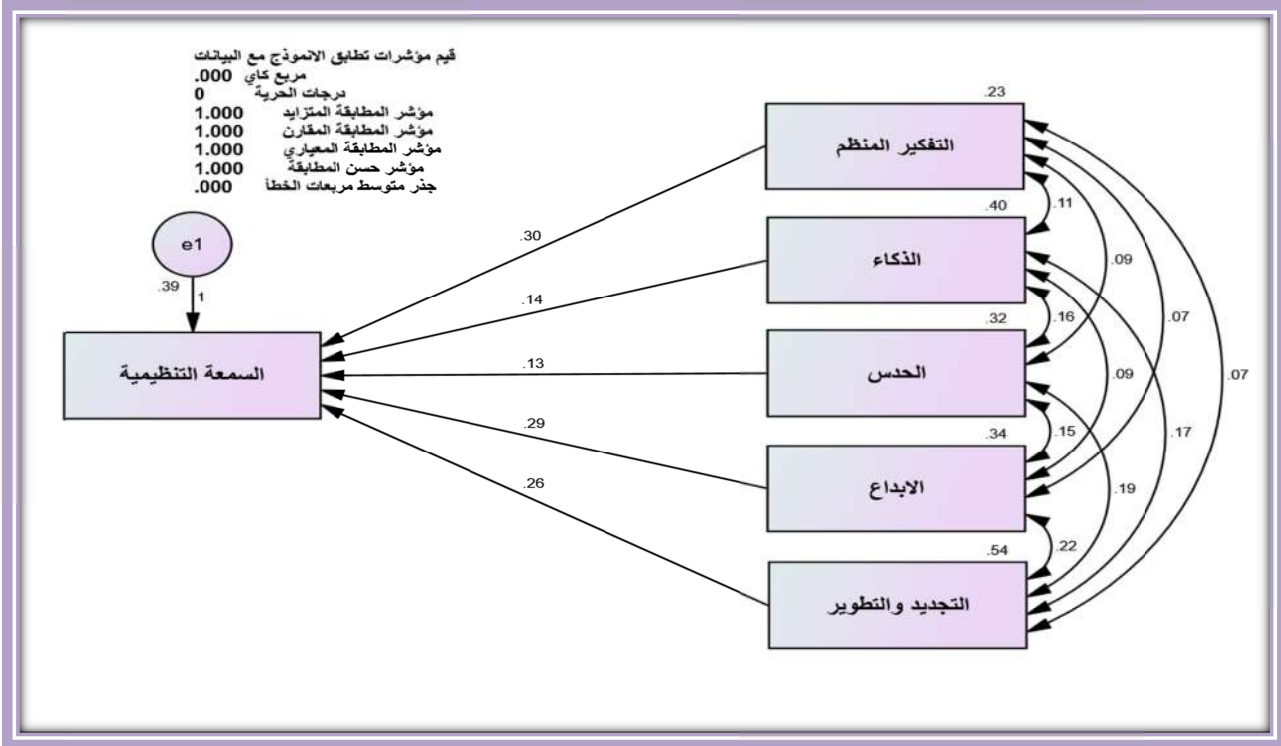 قيم مؤشرات تطابق الانموذج مع البيانات
مربع كاي .000
درجات الحرية 0
مؤشر المطابقة المتزايد 1.000
مؤشر المطابقة المقارن 1.000
مؤشر المطابقة المعياري 1.000
مؤشر حسن المطابقة 1.000
جذر متوسط مربعات الخطأ .000
e1
.39
1
السمعة التنظيمية
.30
.14
.13
.29
.26
.23
التفكير المنظم
.40
الذكاء
.32
الحدس
.34
الابداع
.54
التجديد والتطوير
.11
.09
.16
.07
.09
.07
.15
.17
.19
.22